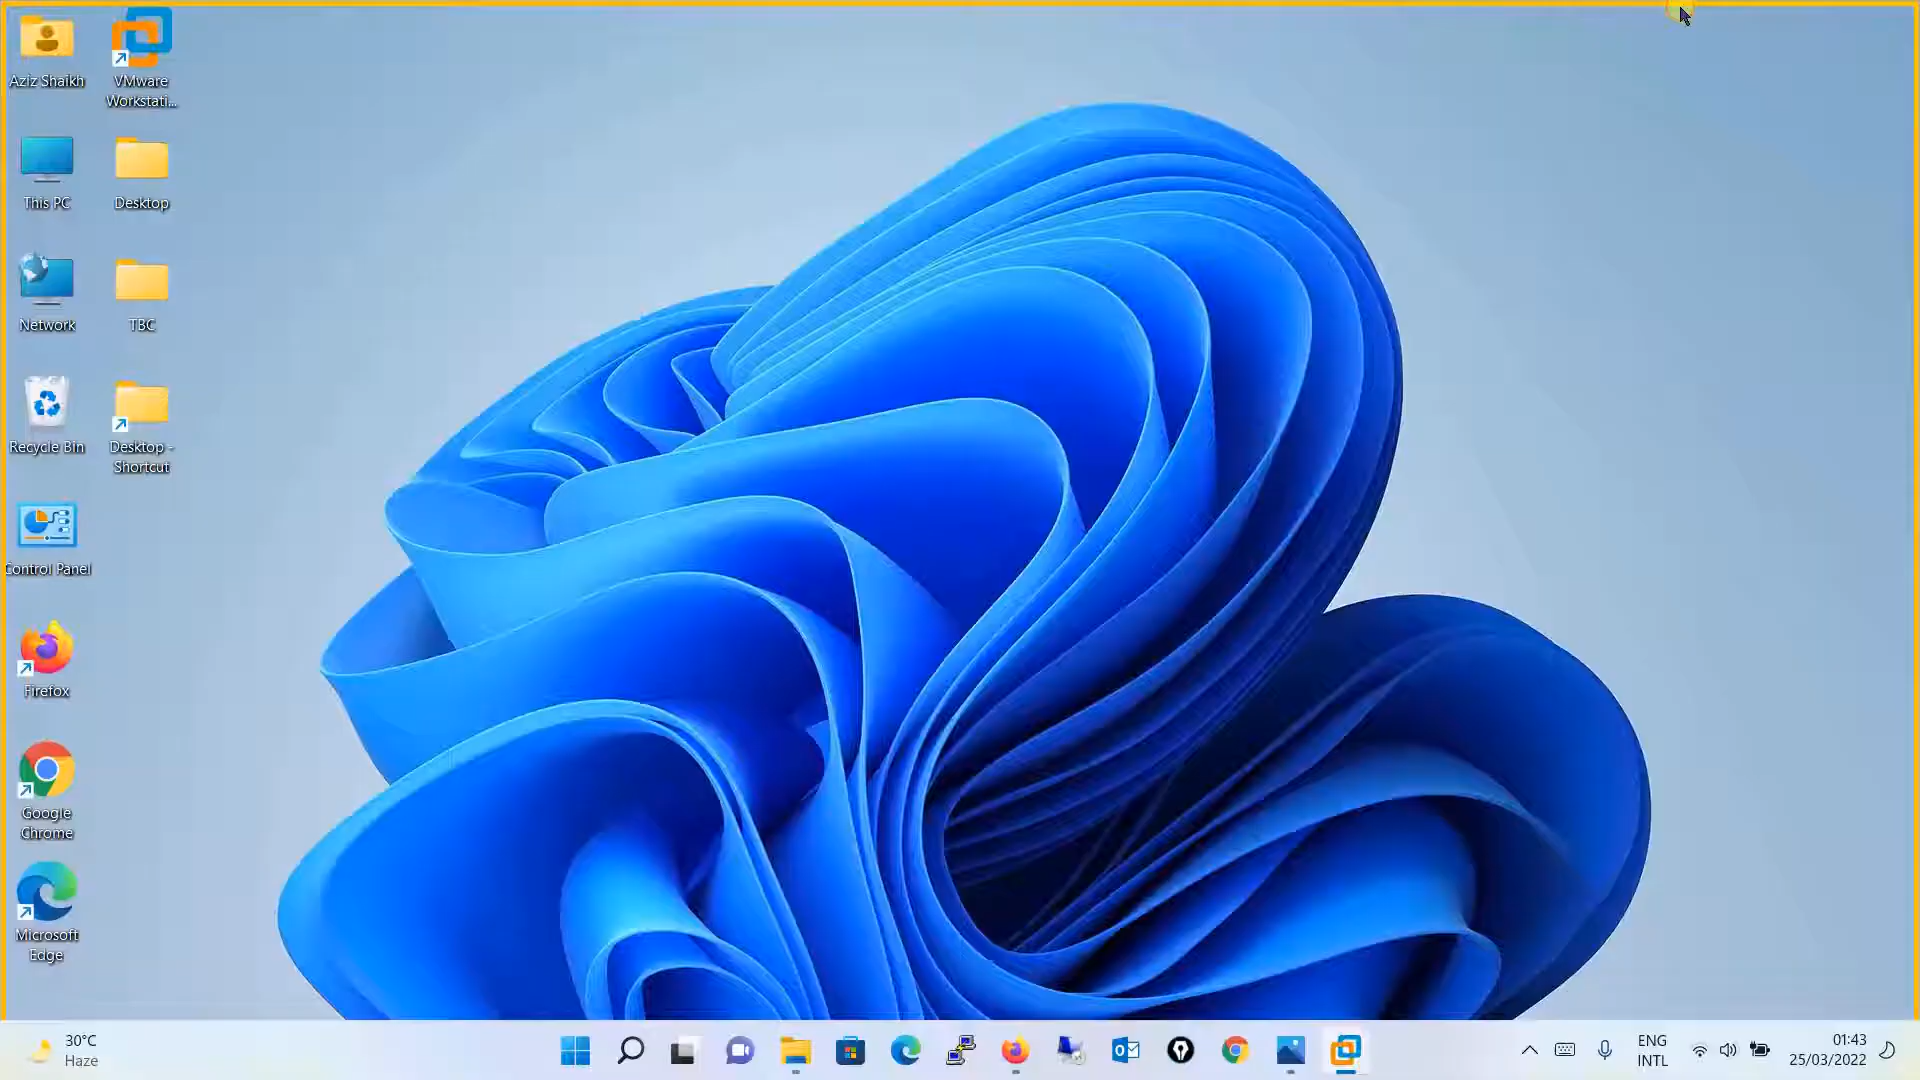 Aziz Shaikh
VMware
Workstati...
This PC
Desktop
Network
TBC
Recycle Bin
Desktop -
Shortcut
Control Panel
Firefox
Google
Chrome
Microsoft
Edge
30°C
Haze
ENG
INTL
01:43
25/03/2022